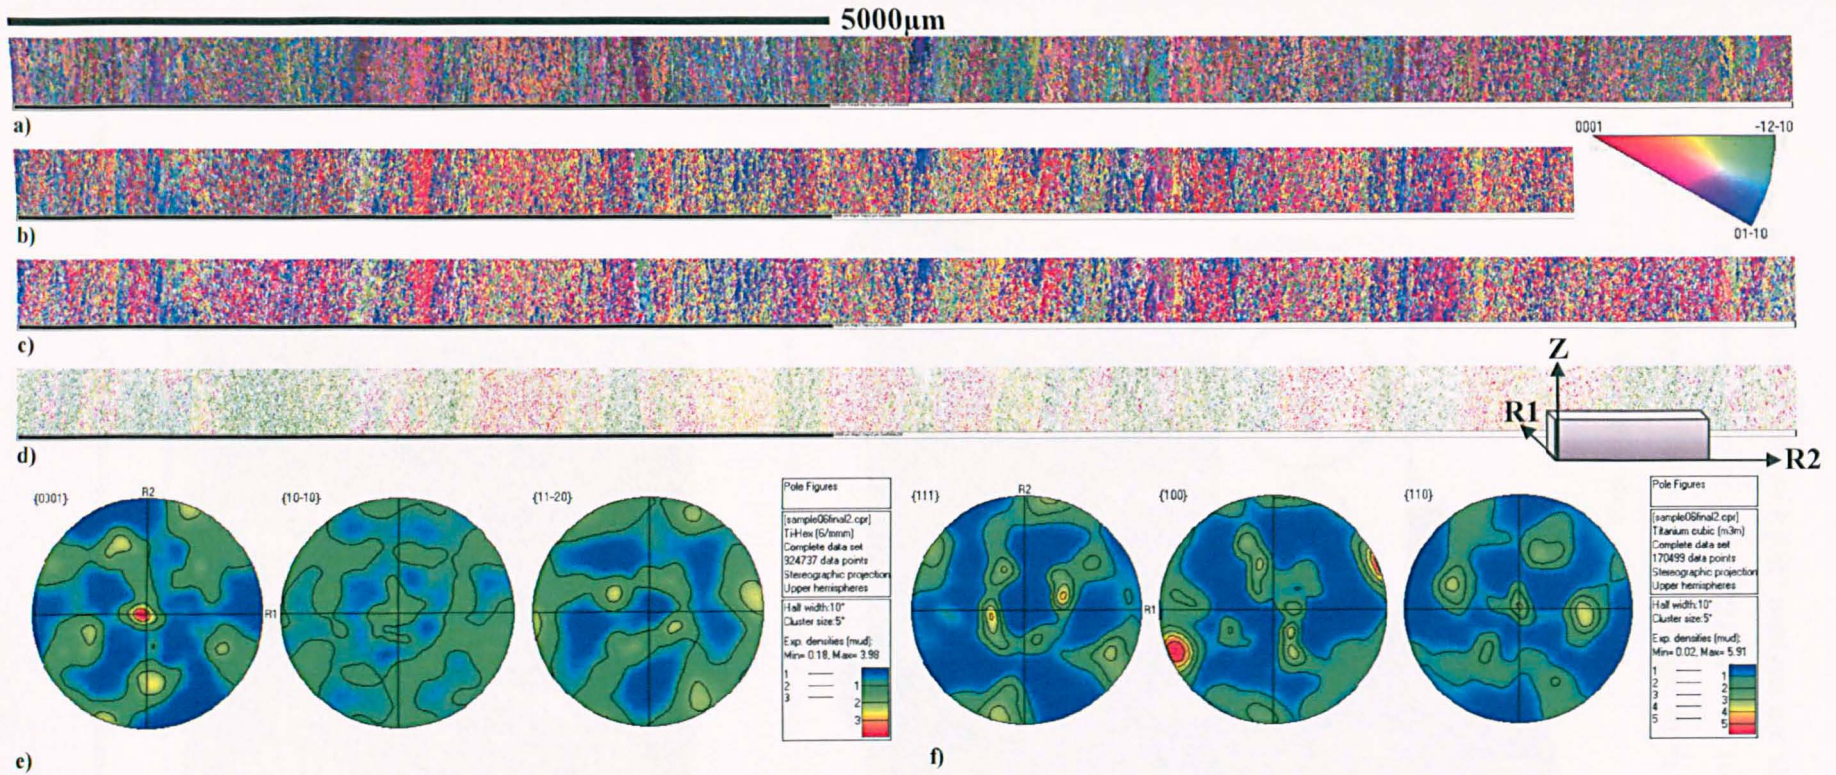 5000µm
a)
0001
-12-10
01-10
b)
c)
Z
R1
R2
d)
{0001}
R2
R1
{10-10}
{11-20}
Pole Figures
[sample06final2.cpr]
Ti-Hex (6/mmm)
Complete data set
324737 data points
Stereographic projection
Upper hemispheres
Half width:10°
Cluster size:5°
Exp. densities (mud):
Min= 0.18, Max= 3.98
1
2
3
1
2
3
e)
{111}
R2
R1
{100}
{110}
Pole Figures
[sample06final2.cpr]
Titanium cubic (m3m)
Complete data set
170499 data points
Stereographic projection
Upper hemispheres
Half width:10°
Cluster size:5°
Exp. densities (mud):
Min= 0.02, Max= 5.91
1
2
3
4
5
1
2
3
4
5
f)